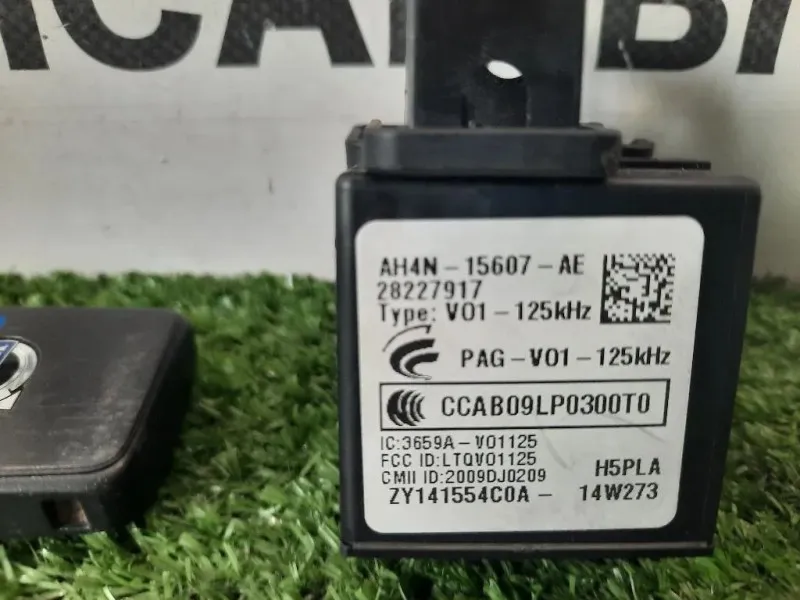 ICAMBI
AH4N-15607-AE
28227917
Type: V01-125kHz
PAG-V01-125kHz
CCAB09LP0300T0
IC:3659A-V01125
FCC ID:LTQV01125
CMII ID:2009DJ0209
H5PLA
ZY141554C0A- 14W273